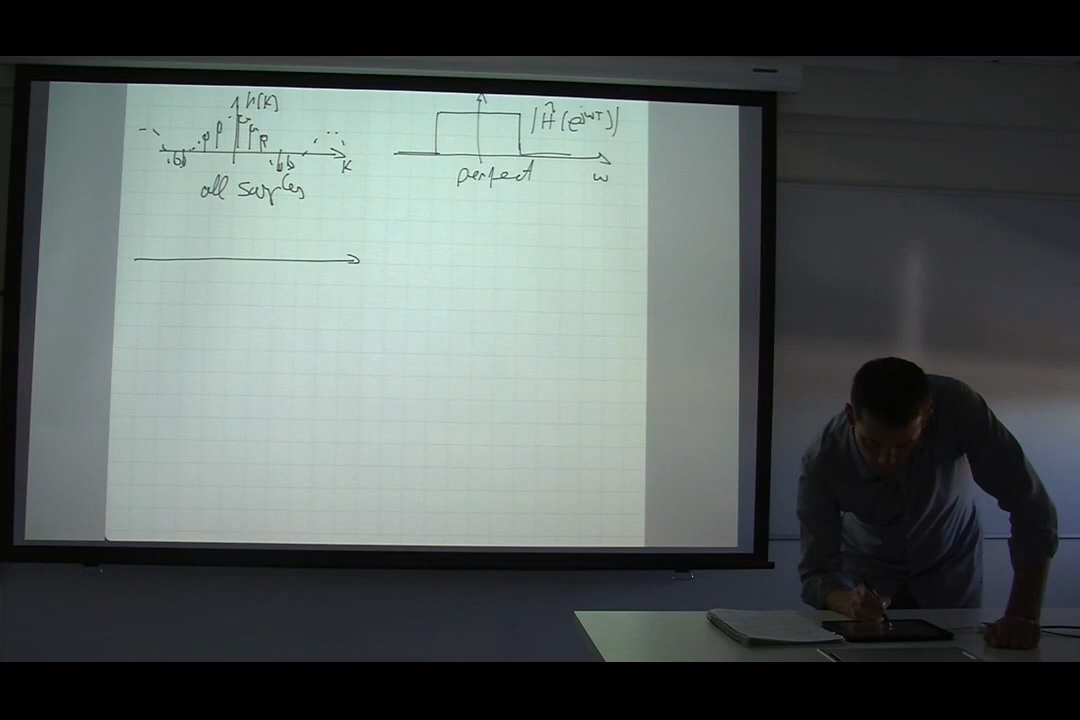 h[k]
k
all samples
|Ĥ(e^{jωT})|
ω
perfect